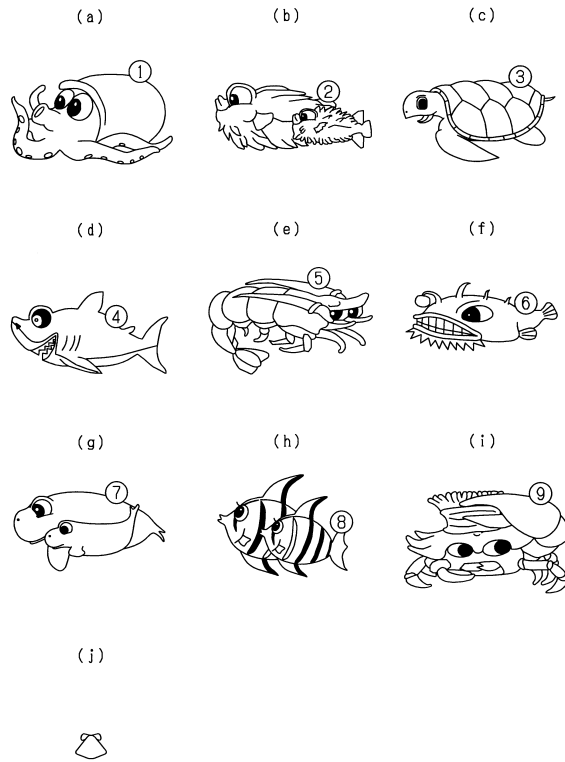 (a) (b) (c)
① ② ③
(d) (e) (f)
④ ⑤ ⑥
(g) (h) (i)
⑦ ⑧ ⑨
(j)